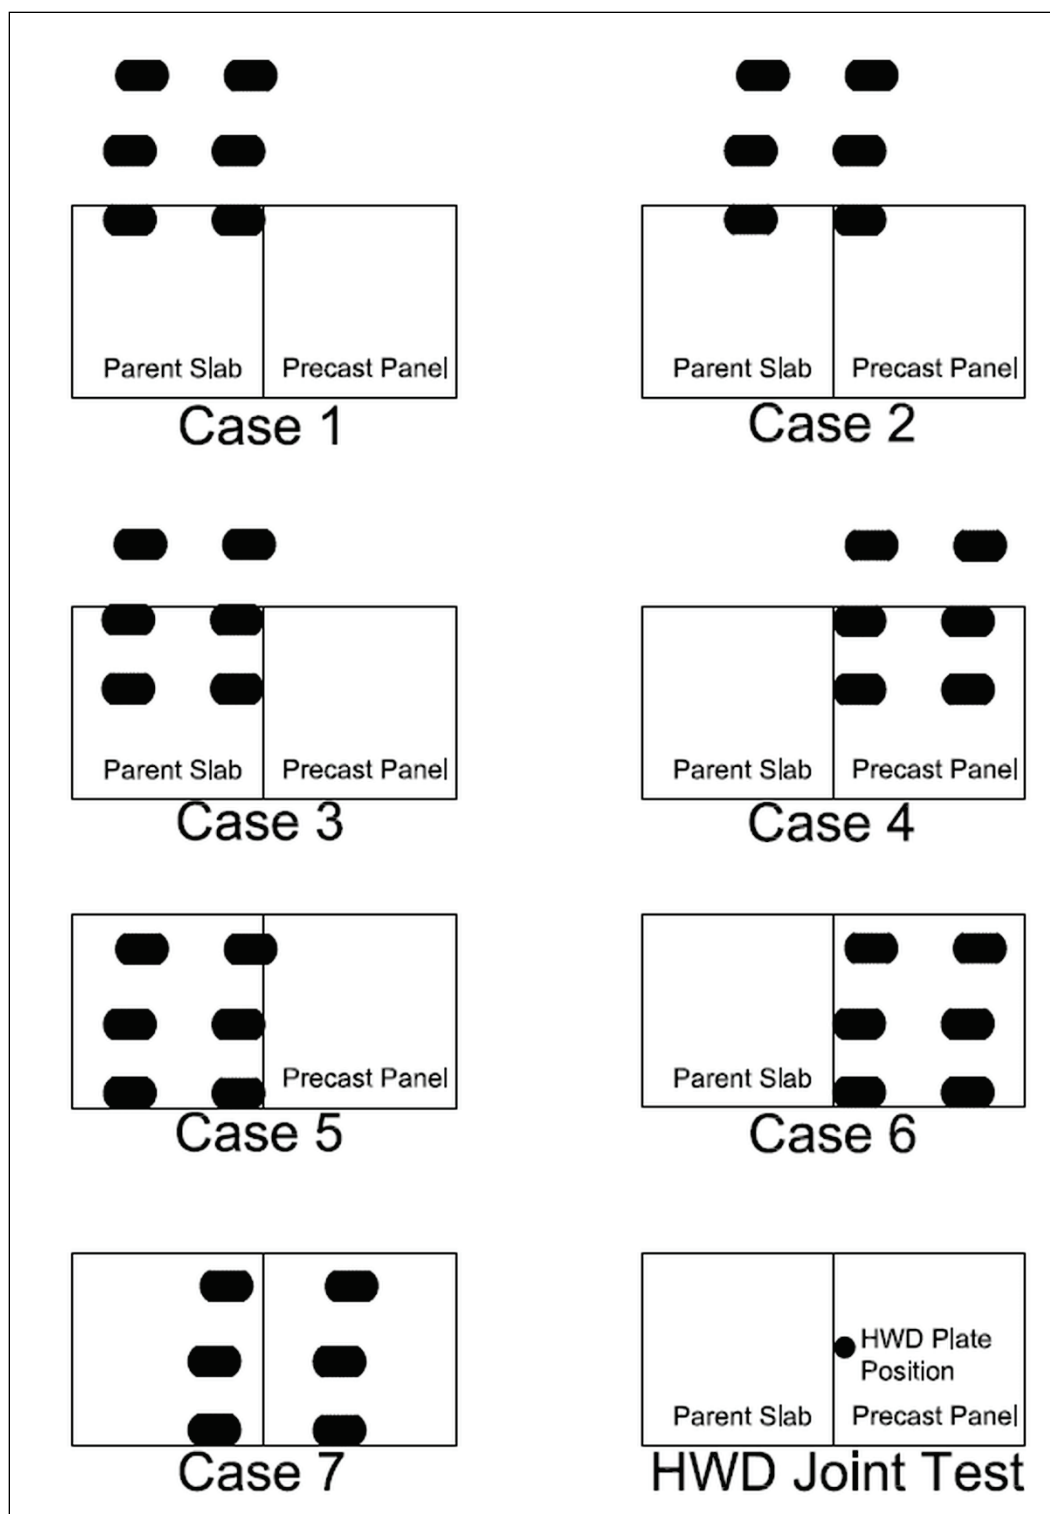 Parent Slab Precast Panel
Case 1
Parent Slab Precast Panel
Case 2
Parent Slab Precast Panel
Case 3
Parent Slab Precast Panel
Case 4
Precast Panel
Case 5
Parent Slab
Case 6
Case 7
HWD Plate
Position
Parent Slab Precast Panel
HWD Joint Test